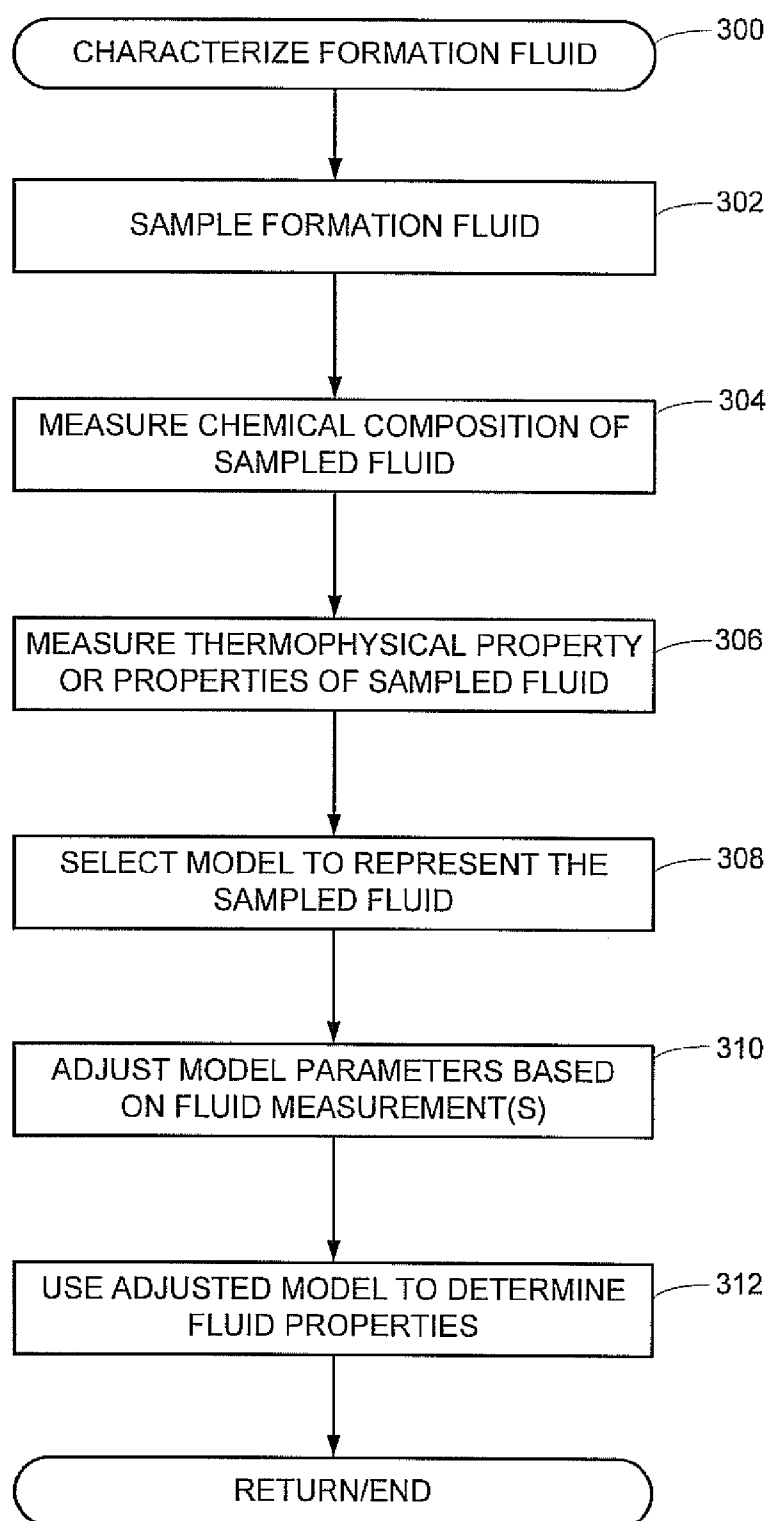 CHARACTERIZE FORMATION FLUID
300
SAMPLE FORMATION FLUID
302
MEASURE CHEMICAL COMPOSITION OF
SAMPLED FLUID
304
MEASURE THERMOPHYSICAL PROPERTY
OR PROPERTIES OF SAMPLED FLUID
306
SELECT MODEL TO REPRESENT THE
SAMPLED FLUID
308
ADJUST MODEL PARAMETERS BASED
ON FLUID MEASUREMENT(S)
310
USE ADJUSTED MODEL TO DETERMINE
FLUID PROPERTIES
312
RETURN/END